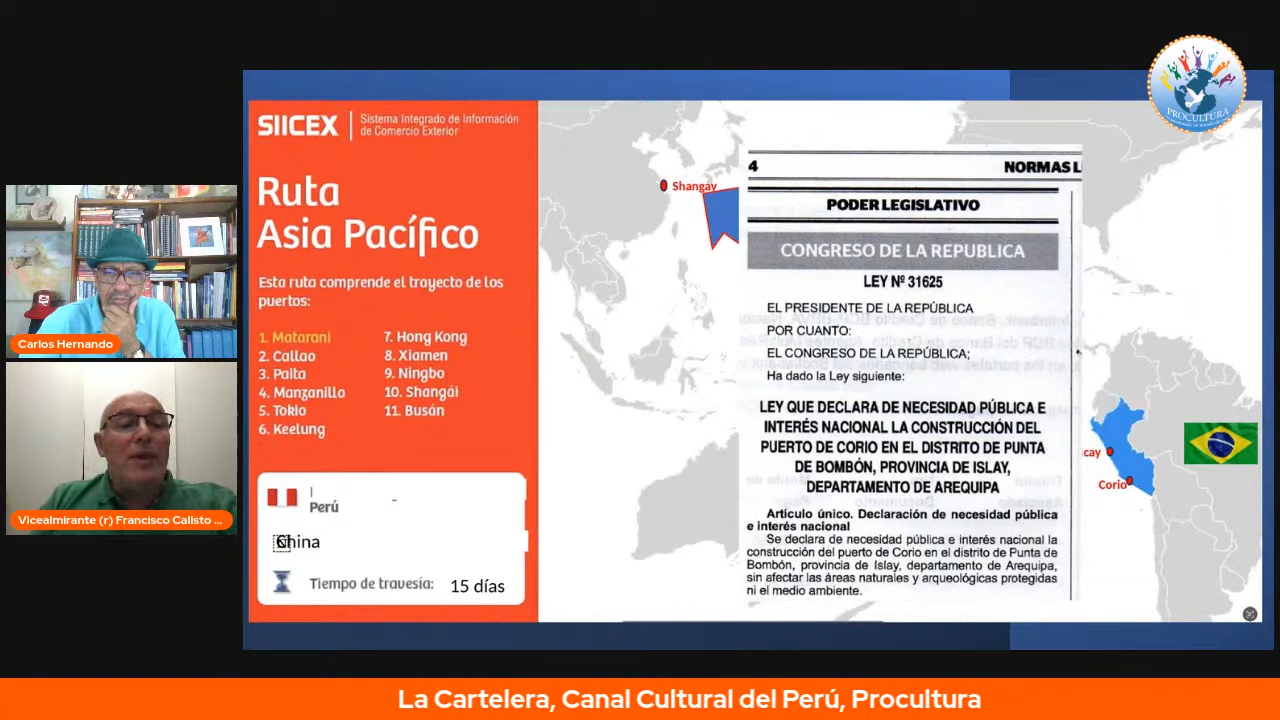 PROCULTURA
SIICEX
Sistema Integrado de Información
de Comercio Exterior
Ruta
Asia Pacífico
Esta ruta comprende el trayecto de los
puertos:
1. Matarani
2. Callao
3. Paita
4. Manzanillo
5. Tokio
6. Keelung
7. Hong Kong
8. Xiamen
9. Ningbo
10. Shangái
11. Busán
Perú
China
Tiempo de travesía:
15 días
Shangay
4
NORMAS L
PODER LEGISLATIVO
CONGRESO DE LA REPUBLICA
LEY Nº 31625
EL PRESIDENTE DE LA REPÚBLICA
POR CUANTO:
EL CONGRESO DE LA REPÚBLICA;
Ha dado la Ley siguiente:
LEY QUE DECLARA DE NECESIDAD PÚBLICA E
INTERÉS NACIONAL LA CONSTRUCCIÓN DEL
PUERTO DE CORIO EN EL DISTRITO DE PUNTA
DE BOMBÓN, PROVINCIA DE ISLAY,
DEPARTAMENTO DE AREQUIPA
Artículo único. Declaración de necesidad pública
e interés nacional
Se declara de necesidad pública e interés nacional la
construcción del puerto de Corio en el distrito de Punta de
Bombón, provincia de Islay, departamento de Arequipa,
sin afectar las áreas naturales y arqueológicas protegidas
ni el medio ambiente.
cay
Corio
Carlos Hernando
Vicealmirante (r) Francisco Calisto ...
La Cartelera, Canal Cultural del Perú, Procultura